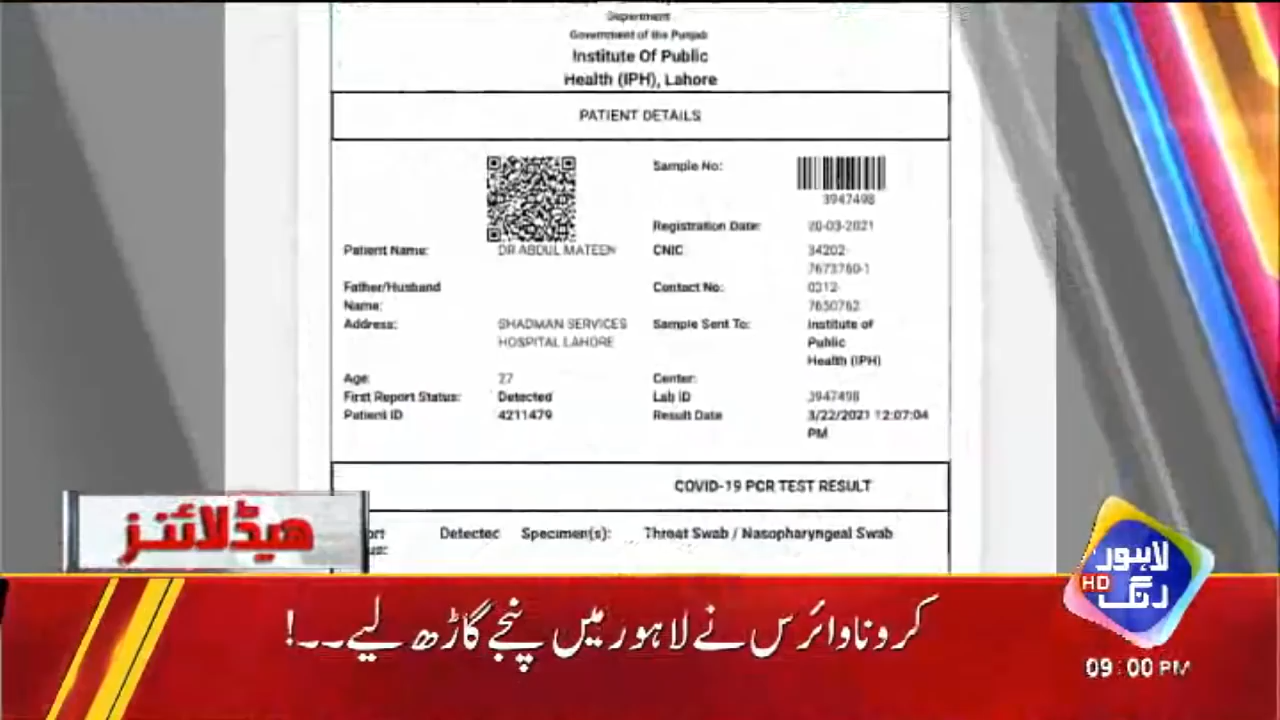 Department
Government of the Punjab
Institute Of Public
Health (IPH), Lahore
PATIENT DETAILS
Sample No:
3947498
Registration Date: 20-03-2021
Patient Name: DR ABDUL MATEEN CNIC 34202-
7673760-1
Father/Husband Contact No: 0312-
Name: 7650762
Address: SHADMAN SERVICES Sample Sent To: Institute of
HOSPITAL LAHORE Public
Health (IPH)
Age: 27 Center:
First Report Status: Detected Lab ID 3947498
Patient ID 4211479 Result Date 3/22/2021 12:07:04
PM
COVID-19 PCR TEST RESULT
Detected Specimen(s): Throat Swab / Nasopharyngeal Swab
ہیڈلائنز
کرونا وائرس نے لاہور میں پنجے گاڑھ لیے۔۔!
لاہور
HD رنگ
09:00 PM